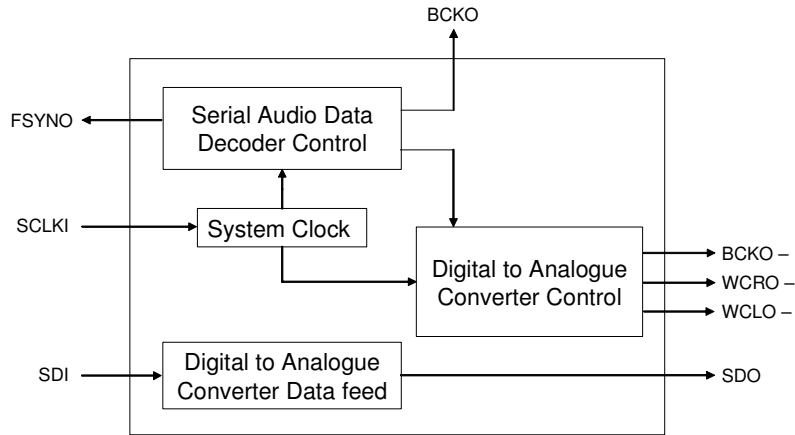 BCKO
Serial Audio Data
Decoder Control
FSYNO
SCLKI
System Clock
Digital to Analogue
Converter Control
BCKO –
WCRO –
WCLO –
SDI
Digital to Analogue
Converter Data feed
SDO